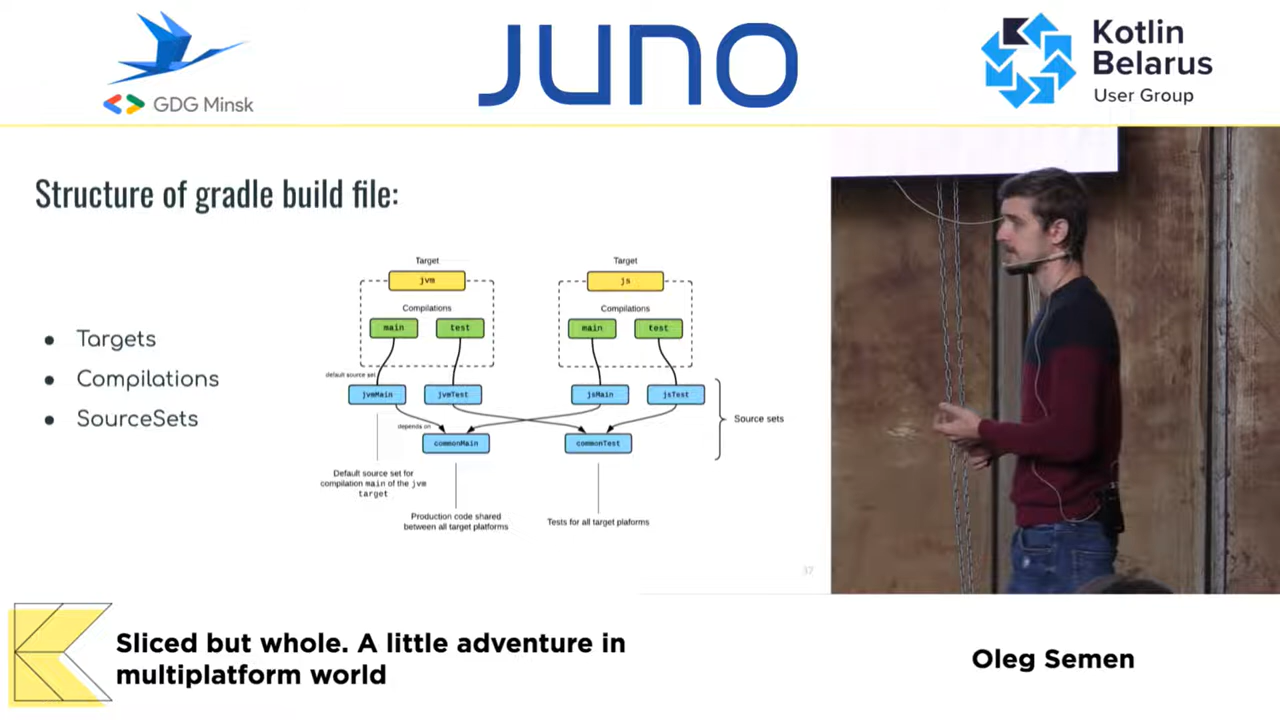 GDG Minsk
JUNO
Kotlin
Belarus
User Group
Structure of gradle build file:
Targets
Compilations
SourceSets
Target
jvm
Compilations
main
test
Target
js
Compilations
main
test
default source set
jvmMain
jvmTest
jsMain
jsTest
Source sets
depends on
commonMain
commonTest
Default source set for
compilation main of the jvm
target
Production code shared
between all target platforms
Tests for all target plaforms
37
Sliced but whole. A little adventure in
multiplatform world
Oleg Semen